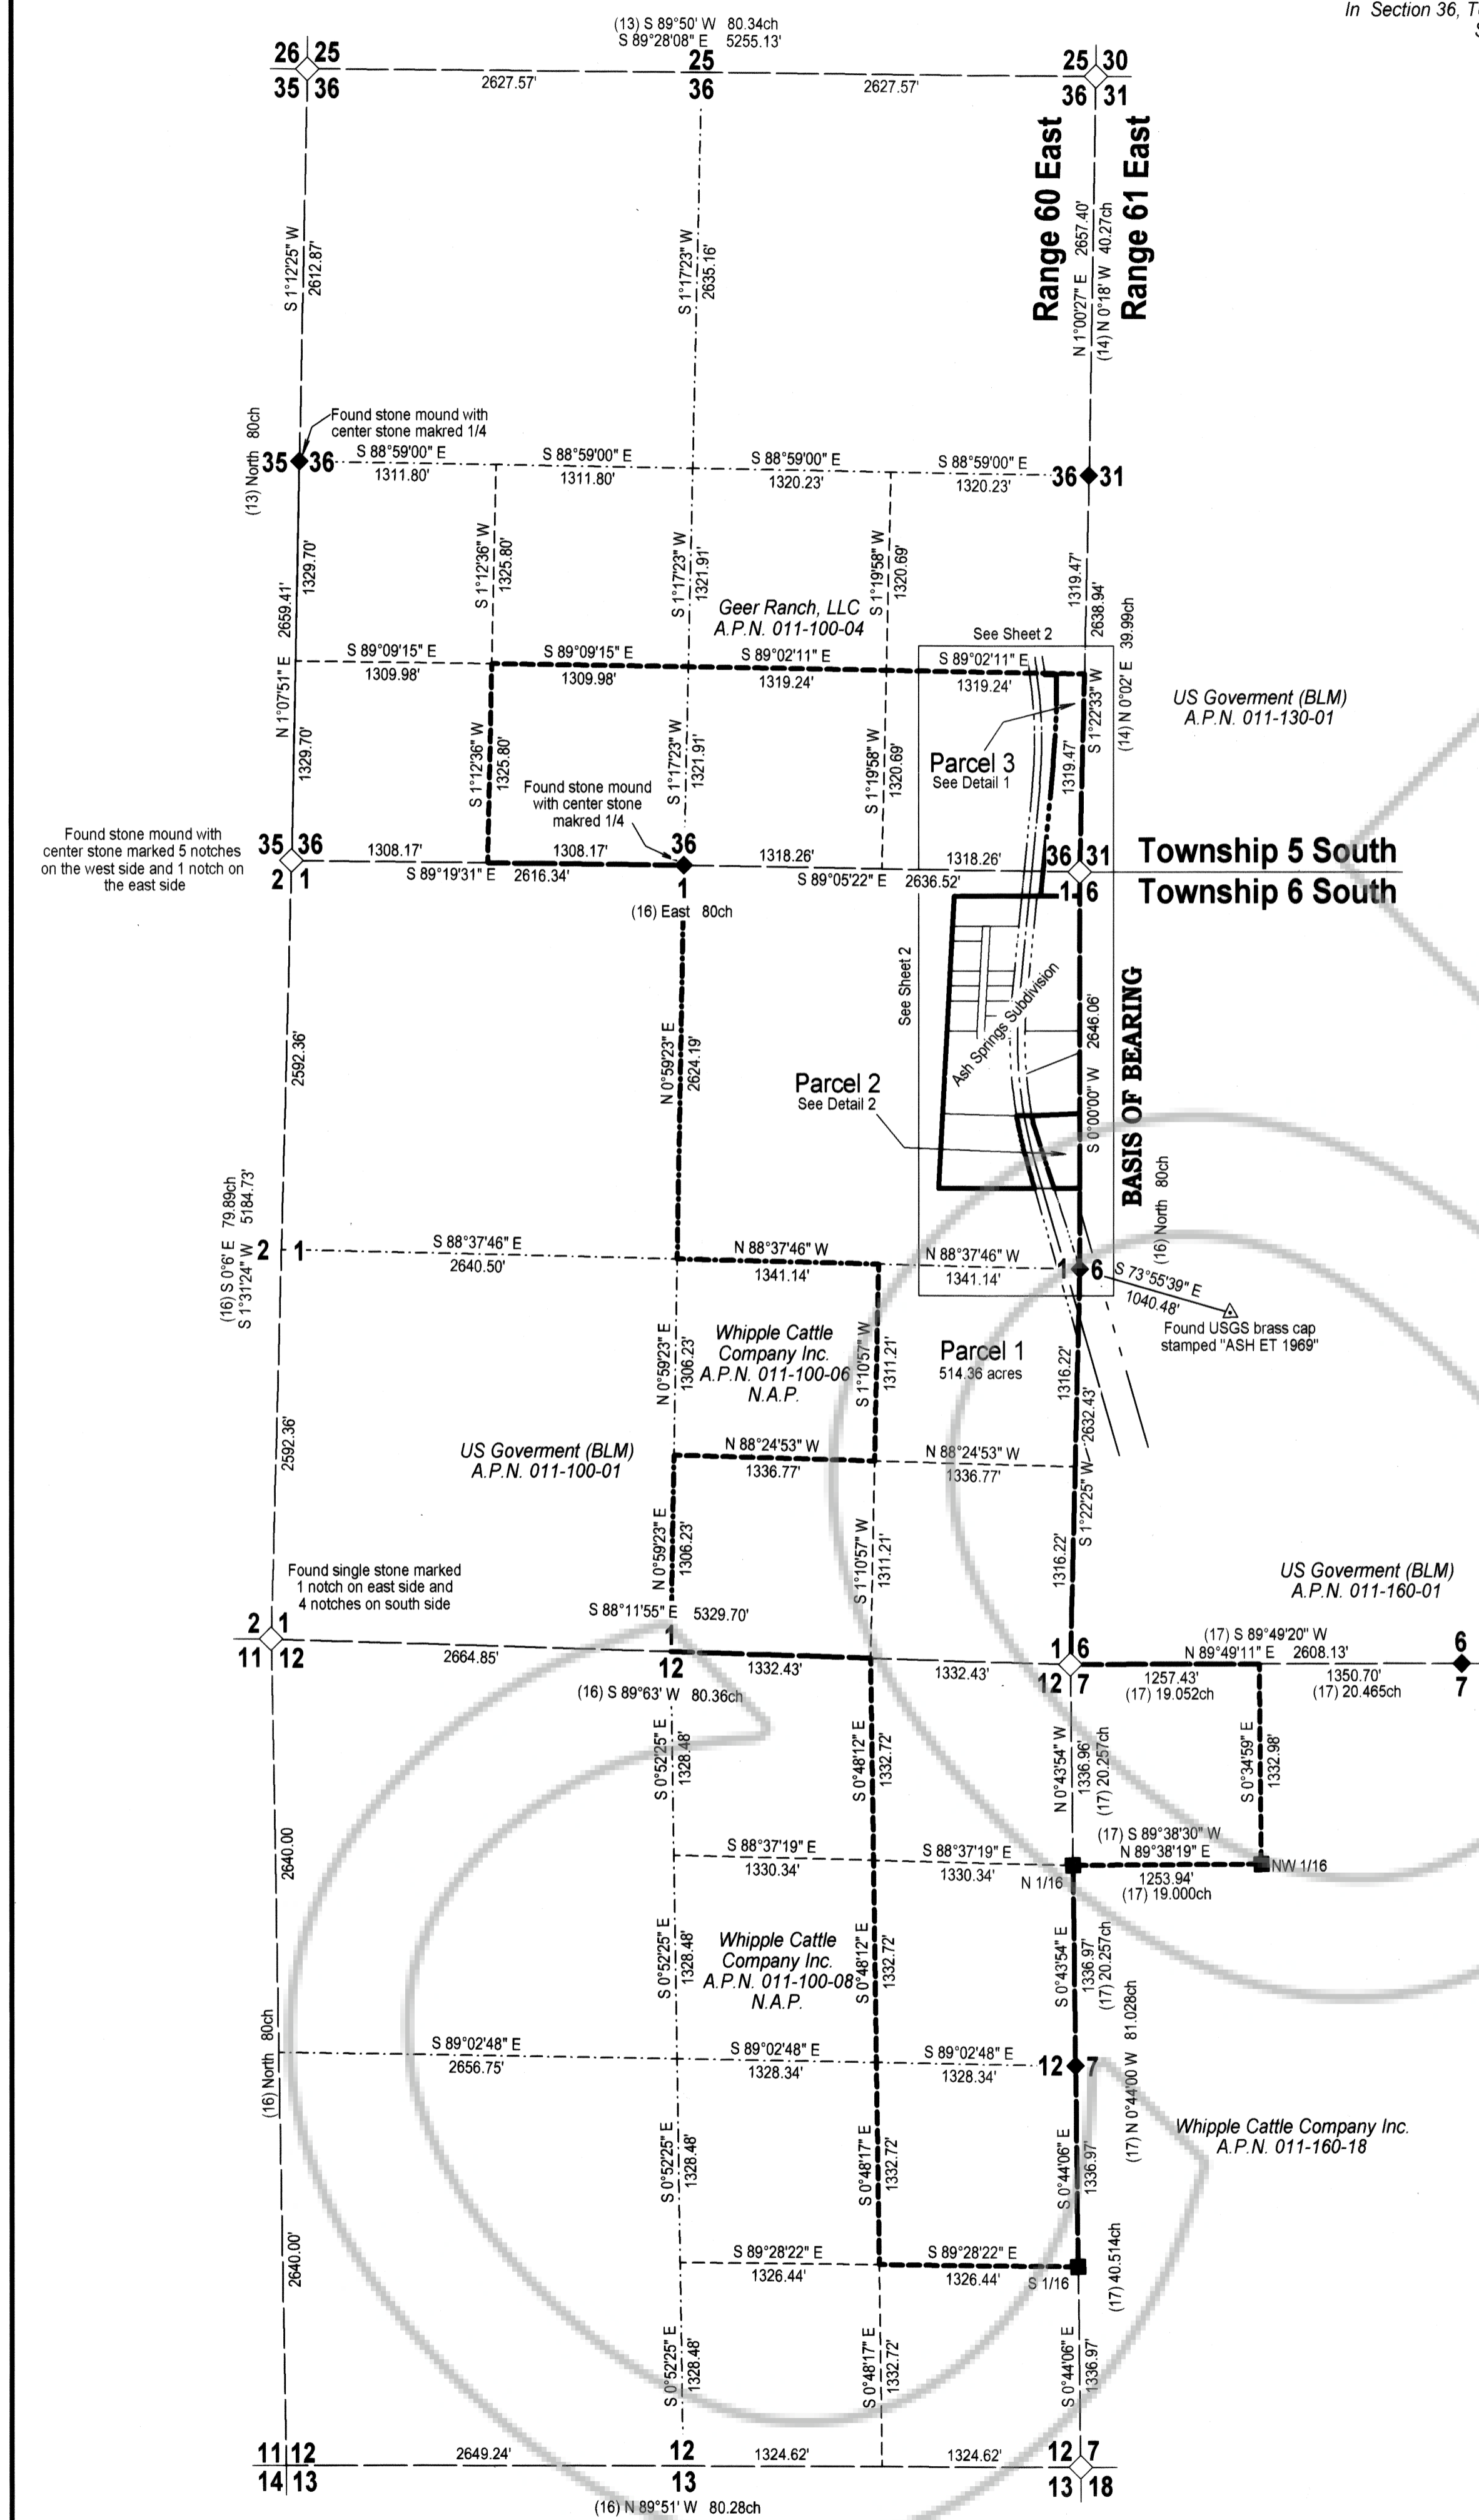 In Section 36, T
S
(13) S 89°50' W 80.34ch
S 89°28'08" E 5255.13'
26 25
35 36
2627.57'
25
36
2627.57'
25 30
36 31
Range 60 East
Range 61 East
S 1°12'25" W
2612.87'
S 1°17'23" W
2635.16'
N 1°00'27" E 2657.40'
(14) N 0°18' W 40.27ch
(13) North 80ch
Found stone mound with
center stone makred 1/4
35 36
S 88°59'00" E
1311.80'
S 88°59'00" E
1311.80'
S 88°59'00" E
1320.23'
S 88°59'00" E
1320.23'
36 31
N 1°07'51" E 2659.41'
1329.70'
S 1°12'36" W
1325.80'
S 1°17'23" W
1321.91'
S 1°19'58" W
1320.69'
1319.47'
2638.94'
S 1°22'33" W
(14) N 0°02' E 39.99ch
Geer Ranch, LLC
A.P.N. 011-100-04
See Sheet 2
S 89°09'15" E
1309.98'
S 89°09'15" E
1309.98'
S 89°02'11" E
1319.24'
S 89°02'11" E
1319.24'
US Goverment (BLM)
A.P.N. 011-130-01
1329.70'
S 1°12'36" W
1325.80'
S 1°17'23" W
1321.91'
S 1°19'58" W
1320.69'
1319.47'
Parcel 3
See Detail 1
Found stone mound
with center stone
makred 1/4
Found stone mound with
center stone marked 5 notches
on the west side and 1 notch on
the east side
35 36
2 1
1308.17'
1308.17'
S 89°19'31" E 2616.34'
36
1
1318.26'
1318.26'
S 89°05'22" E 2636.52'
36 31
1 6
Township 5 South
Township 6 South
(16) East 80ch
See Sheet 2
Ash Springs Subdivision
S 0°00'00" W 2646.06'
BASIS OF BEARING
(16) North 80ch
2592.36'
N 0°59'23" E
2624.19'
Parcel 2
See Detail 2
(16) S 0°6' E 79.89ch
S 1°31'24" W 5184.73'
2 1
S 88°37'46" E
2640.50'
N 88°37'46" W
1341.14'
N 88°37'46" W
1341.14'
1 6
S 73°55'39" E
1040.48'
Found USGS brass cap
stamped "ASH ET 1969"
Whipple Cattle
Company Inc.
A.P.N. 011-100-06
N.A.P.
Parcel 1
514.36 acres
N 0°59'23" E
1306.23'
S 1°10'57" W
1311.21'
1316.22'
S 1°22'25" W 2632.43'
2592.36'
US Goverment (BLM)
A.P.N. 011-100-01
N 88°24'53" W
1336.77'
N 88°24'53" W
1336.77'
N 0°59'23" E
1306.23'
S 1°10'57" W
1311.21'
1316.22'
Found single stone marked
1 notch on east side and
4 notches on south side
US Goverment (BLM)
A.P.N. 011-160-01
2 1
11 12
S 88°11'55" E 5329.70'
2664.85'
1
12
1332.43'
1332.43'
(16) S 89°63' W 80.36ch
1 6
12 7
(17) S 89°49'20" W
N 89°49'11" E 2608.13'
1257.43'
(17) 19.052ch
1350.70'
(17) 20.465ch
6
7
S 0°52'25" E
1328.48'
S 0°48'12" E
1332.72'
N 0°43'54" W
1336.96'
(17) 20.257ch
S 0°34'59" E
1332.98'
2640.00
S 88°37'19" E
1330.34'
S 88°37'19" E
1330.34'
N 1/16
(17) S 89°38'30" W
N 89°38'19" E
1253.94'
(17) 19.000ch
NW 1/16
Whipple Cattle
Company Inc.
A.P.N. 011-100-08
N.A.P.
S 0°52'25" E
1328.48'
S 0°48'12" E
1332.72'
S 0°43'54" E
1336.97'
(17) 20.257ch
(17) N 0°44'00 W 81.028ch
(16) North 80ch
S 89°02'48" E
2656.75'
S 89°02'48" E
1328.34'
S 89°02'48" E
1328.34'
12 7
Whipple Cattle Company Inc.
A.P.N. 011-160-18
S 0°52'25" E
1328.48'
S 0°48'17" E
1332.72'
S 0°44'06" E
1336.97'
2640.00'
S 89°28'22" E
1326.44'
S 89°28'22" E
1326.44'
S 1/16
(17) 40.514ch
S 0°52'25" E
1328.48'
S 0°48'17" E
1332.72'
S 0°44'06" E
1336.97'
11 12
14 13
2649.24'
12
13
1324.62'
1324.62'
12 7
13 18
(16) N 89°51' W 80.28ch